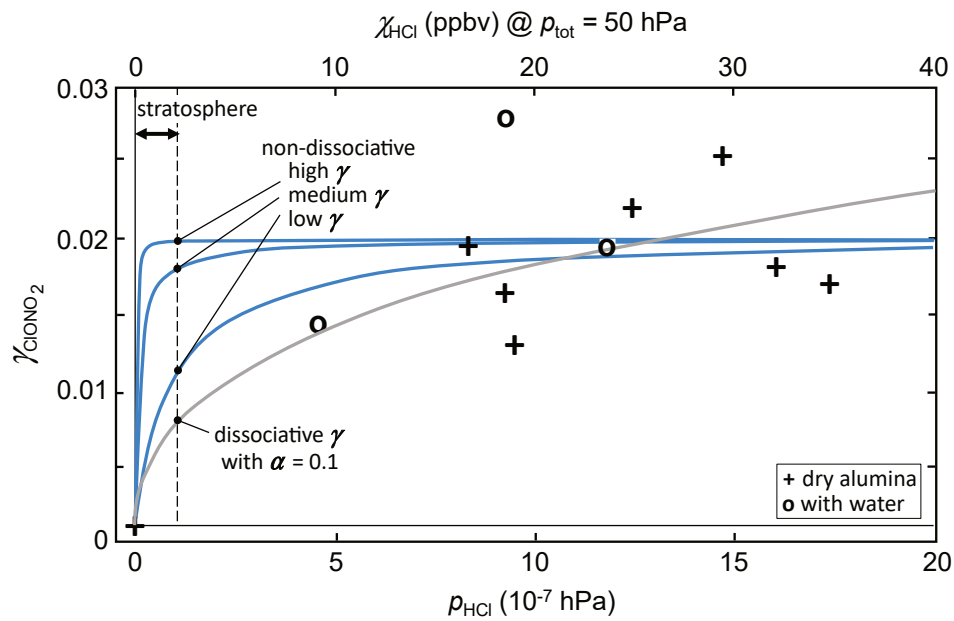 χHCl (ppbv) @ ptot = 50 hPa
0 10 20 30 40
0.03
stratosphere
non-dissociative
high γ
medium γ
low γ
0.02
γClONO2
0.01
dissociative γ
with α = 0.1
+ dry alumina
o with water
0
0 5 10 15 20
pHCl (10-7 hPa)